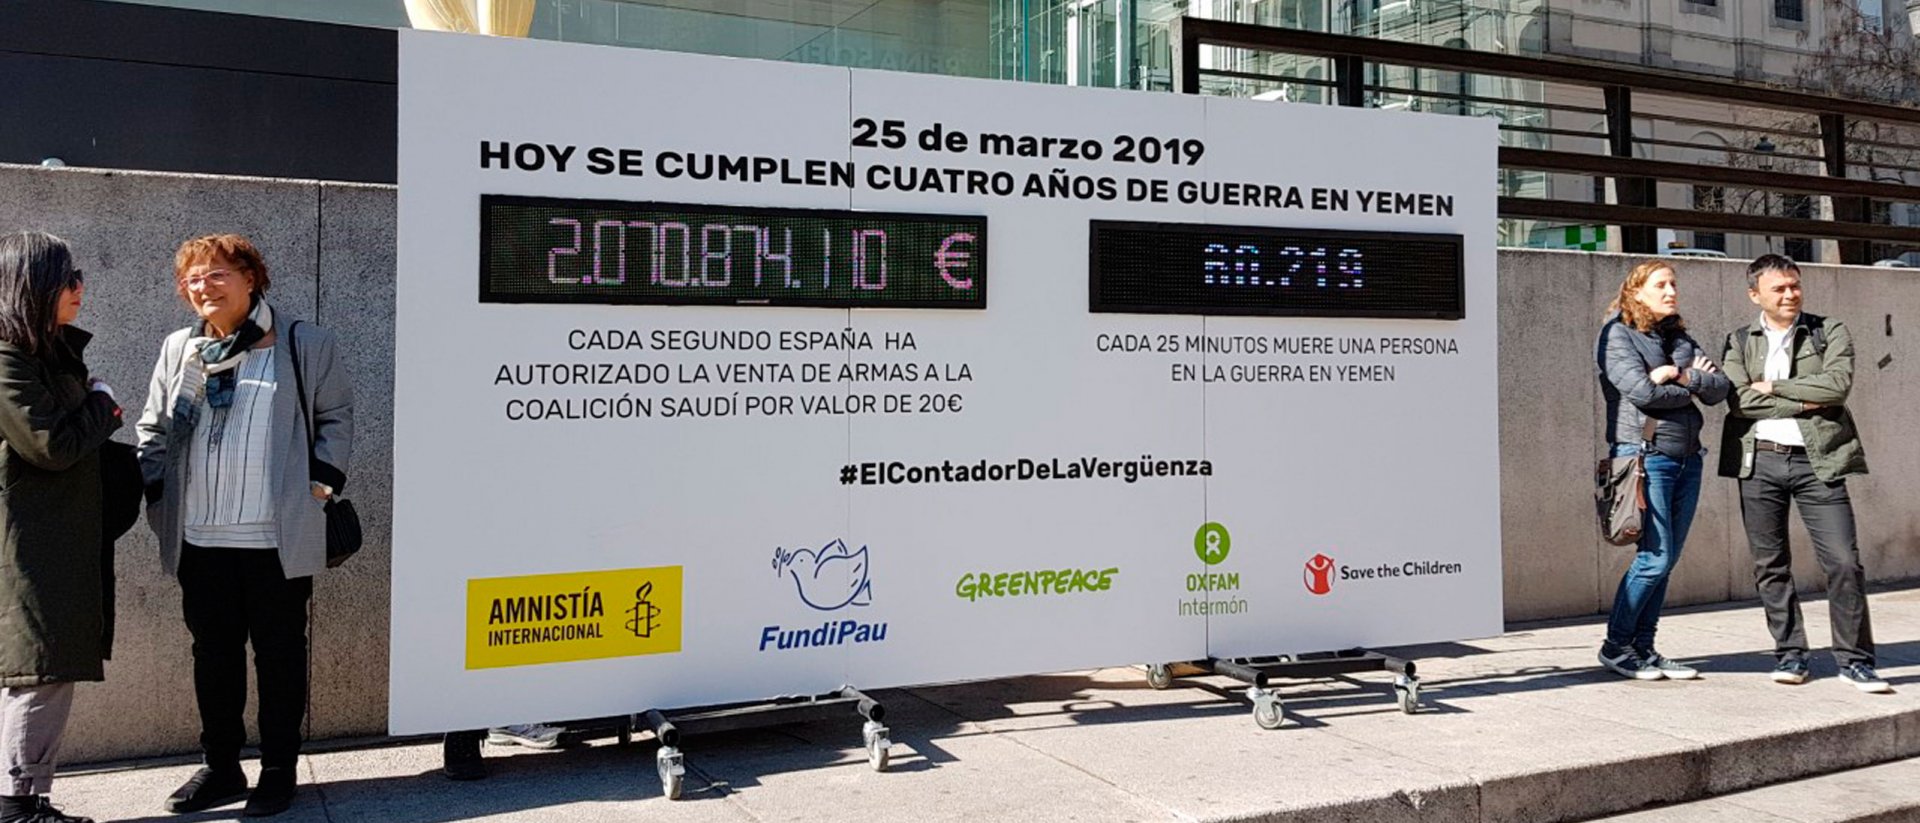 25 de marzo 2019
HOY SE CUMPLEN CUATRO AÑOS DE GUERRA EN YEMEN
2.070.874.110 €
60.219
CADA SEGUNDO ESPAÑA HA
AUTORIZADO LA VENTA DE ARMAS A LA
COALICIÓN SAUDÍ POR VALOR DE 20€
CADA 25 MINUTOS MUERE UNA PERSONA
EN LA GUERRA EN YEMEN
#ElContadorDeLaVergüenza
AMNISTÍA
INTERNACIONAL
FundiPau
GREENPEACE
OXFAM
Intermón
Save the Children